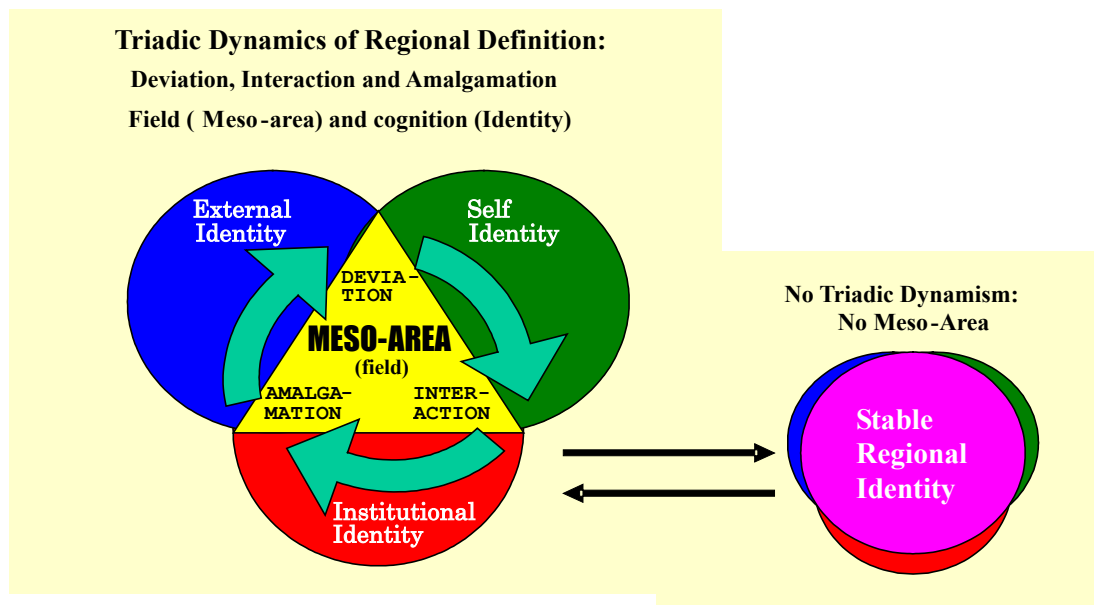 Triadic Dynamics of Regional Definition:
Deviation, Interaction and Amalgamation
Field ( Meso-area) and cognition (Identity)
External
Identity
Self
Identity
DEVIA-
TION
MESO-AREA
(field)
AMALGA-
MATION
INTER-
ACTION
Institutional
Identity
No Triadic Dynamism:
No Meso-Area
Stable
Regional
Identity